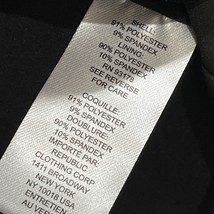 SHELL:
91% POLYESTER
9% SPANDEX
LINING:
90% POLYESTER
10% SPANDEX
RN 93178
SEE REVERSE
FOR CARE
COQUILLE:
91% POLYESTER
9% SPANDEX
DOUBLURE:
90% POLYESTER
10% SPANDEX
IMPORTÉ PAR:
REPUBLIC
CLOTHING CORP
1411 BROADWAY
NEW YORK
NY 10018 USA
ENTRETIEN
AU VERSO